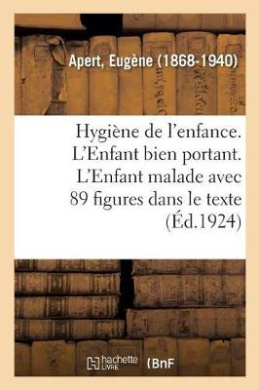 Apert, Eugène (1868-1940)
Hygiène de l'enfance.
L'Enfant bien portant.
L'Enfant malade avec
89 figures dans le texte
(Éd.1924)
hachette
LIVRE
(BnF